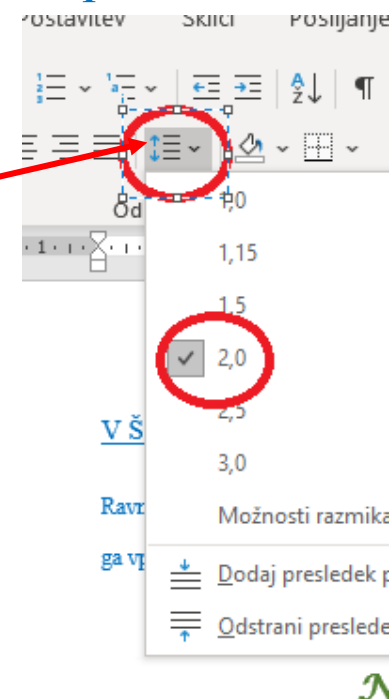 Postavitev Sklici Pošiljanje
Od
1
1,0
1,15
1,5
2,0
2,5
3,0
V Š
Ravn
Možnosti razmika
ga vp
Dodaj presledek p
Odstrani preslede
N